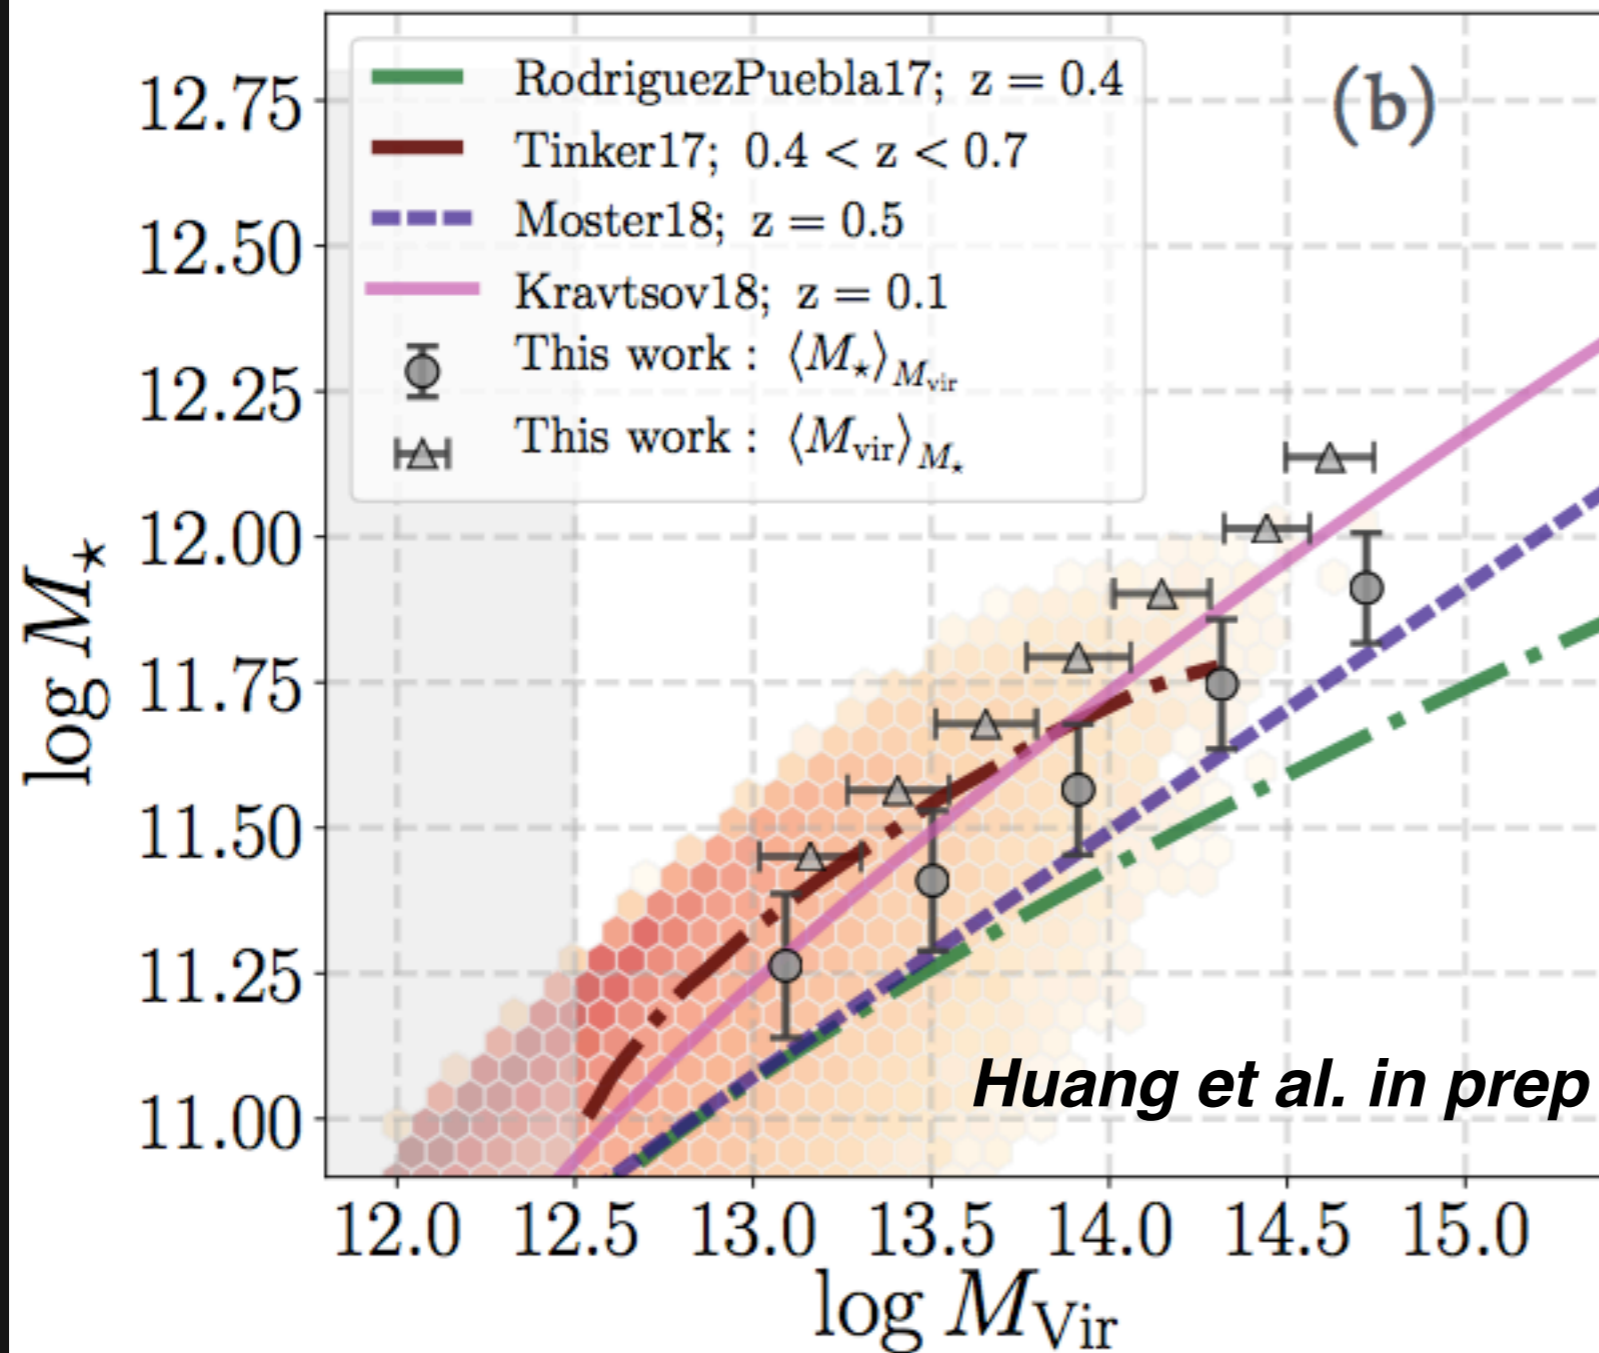 (b)
RodriguezPuebla17; z = 0.4
Tinker17; 0.4 < z < 0.7
Moster18; z = 0.5
Kravtsov18; z = 0.1
This work : ⟨M⋆⟩Mvir
This work : ⟨Mvir⟩M⋆
12.75
12.50
12.25
12.00
11.75
11.50
11.25
11.00
log M⋆
Huang et al. in prep
12.0 12.5 13.0 13.5 14.0 14.5 15.0
log MVir